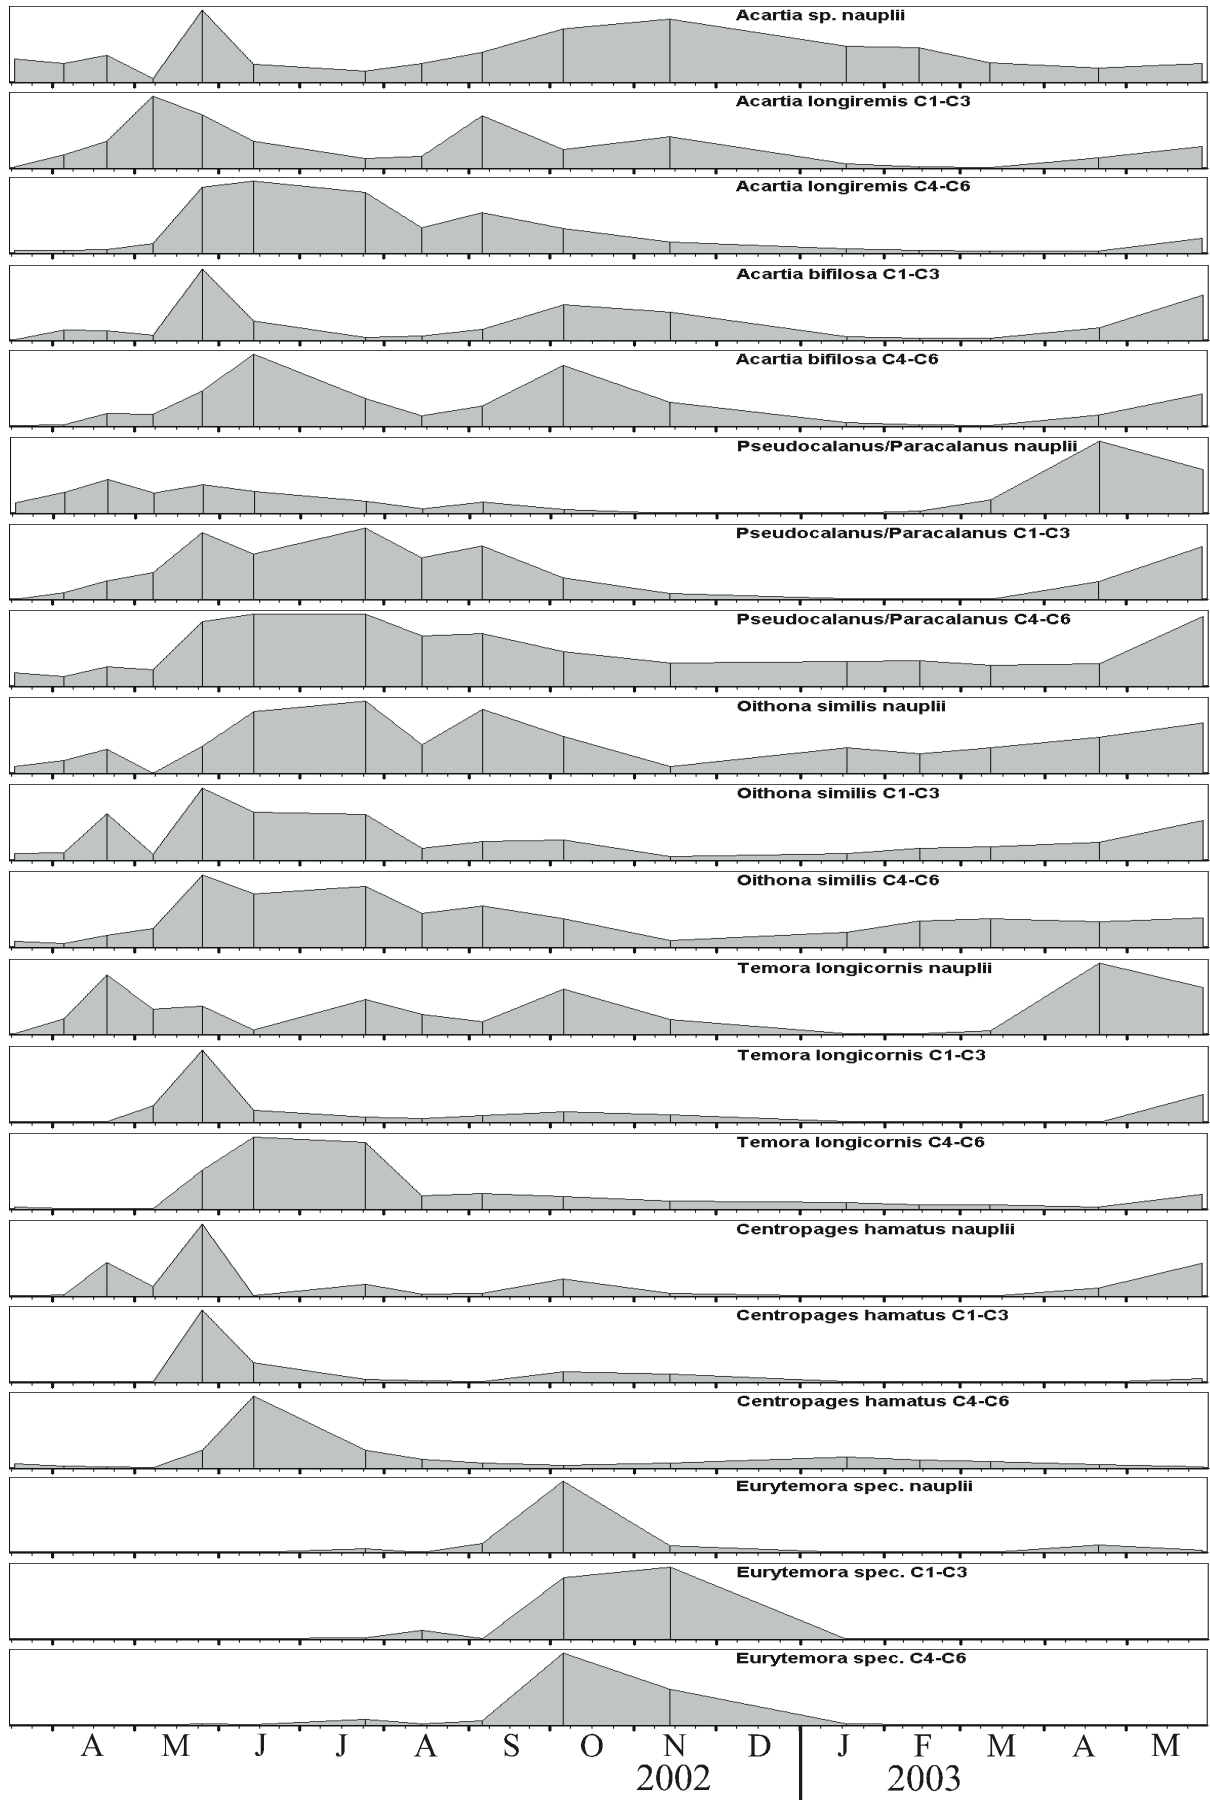 Acartia sp. nauplii
Acartia longiremis C1-C3
Acartia longiremis C4-C6
Acartia bifilosa C1-C3
Acartia bifilosa C4-C6
Pseudocalanus/Paracalanus nauplii
Pseudocalanus/Paracalanus C1-C3
Pseudocalanus/Paracalanus C4-C6
Oithona similis nauplii
Oithona similis C1-C3
Oithona similis C4-C6
Temora longicornis nauplii
Temora longicornis C1-C3
Temora longicornis C4-C6
Centropages hamatus nauplii
Centropages hamatus C1-C3
Centropages hamatus C4-C6
Eurytemora spec. nauplii
Eurytemora spec. C1-C3
Eurytemora spec. C4-C6
A M J J A S O N D J F M A M
2002 2003